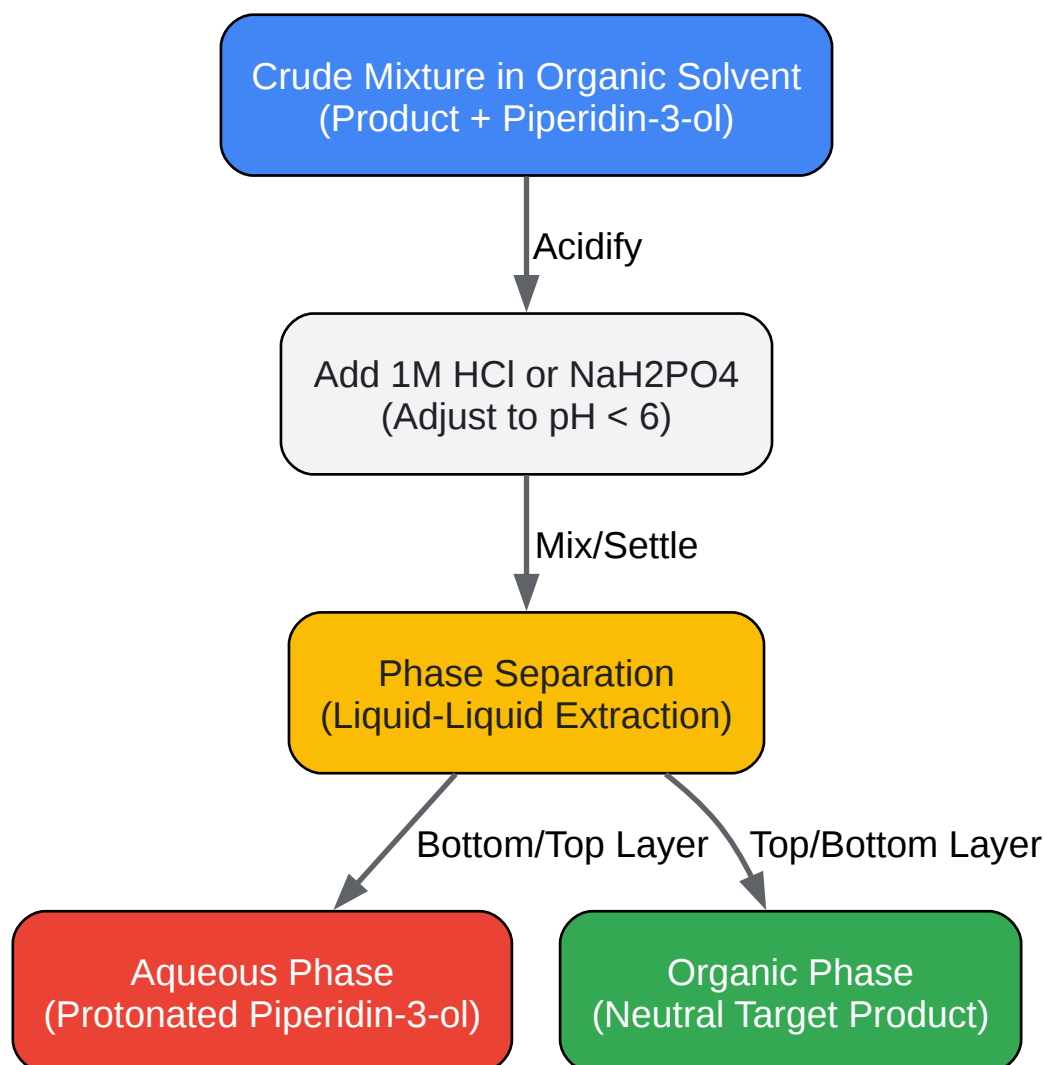 Crude Mixture in Organic Solvent
(Product + Piperidin-3-ol)
Acidify
Add 1M HCl or NaH2PO4
(Adjust to pH < 6)
Mix/Settle
Phase Separation
(Liquid-Liquid Extraction)
Bottom/Top Layer
Top/Bottom Layer
Aqueous Phase
(Protonated Piperidin-3-ol)
Organic Phase
(Neutral Target Product)